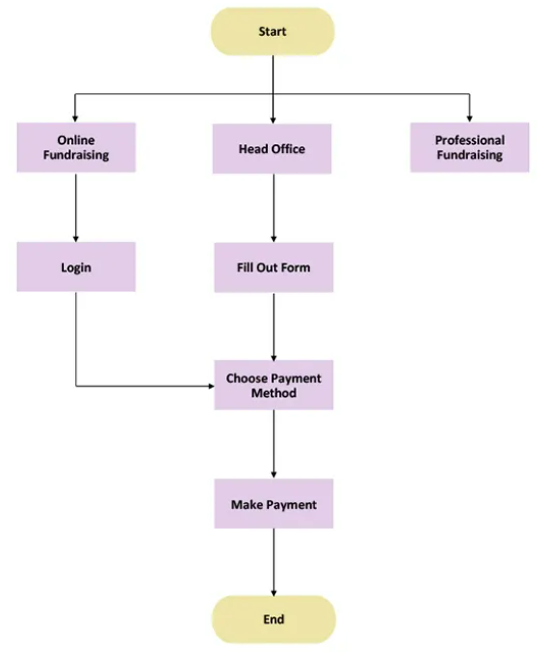 Start
Online
Fundraising
Head Office
Professional
Fundraising
Login
Fill Out Form
Choose Payment
Method
Make Payment
End